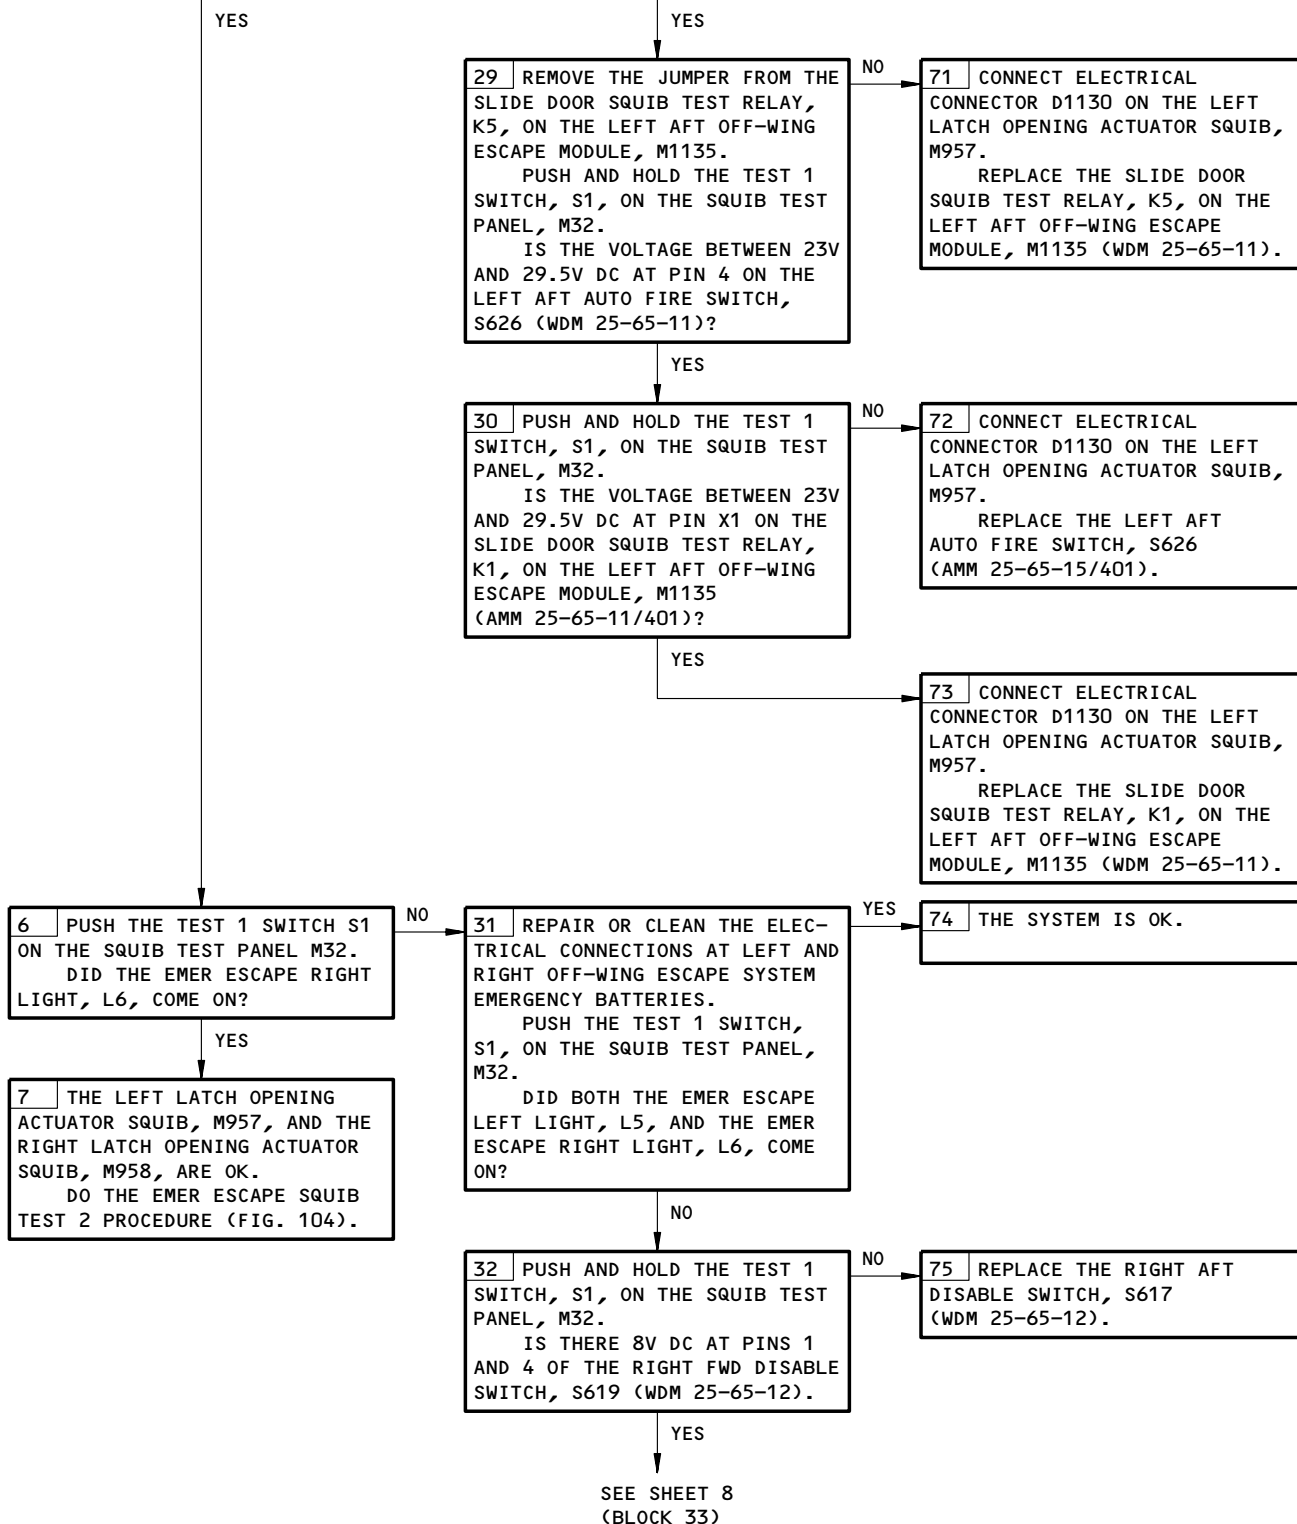 YES
YES
29 REMOVE THE JUMPER FROM THE
SLIDE DOOR SQUIB TEST RELAY,
K5, ON THE LEFT AFT OFF-WING
ESCAPE MODULE, M1135.
PUSH AND HOLD THE TEST 1
SWITCH, S1, ON THE SQUIB TEST
PANEL, M32.
IS THE VOLTAGE BETWEEN 23V
AND 29.5V DC AT PIN 4 ON THE
LEFT AFT AUTO FIRE SWITCH,
S626 (WDM 25-65-11)?
NO
71 CONNECT ELECTRICAL
CONNECTOR D1130 ON THE LEFT
LATCH OPENING ACTUATOR SQUIB,
M957.
REPLACE THE SLIDE DOOR
SQUIB TEST RELAY, K5, ON THE
LEFT AFT OFF-WING ESCAPE
MODULE, M1135 (WDM 25-65-11).
YES
30 PUSH AND HOLD THE TEST 1
SWITCH, S1, ON THE SQUIB TEST
PANEL, M32.
IS THE VOLTAGE BETWEEN 23V
AND 29.5V DC AT PIN X1 ON THE
SLIDE DOOR SQUIB TEST RELAY,
K1, ON THE LEFT AFT OFF-WING
ESCAPE MODULE, M1135
(AMM 25-65-11/401)?
NO
72 CONNECT ELECTRICAL
CONNECTOR D1130 ON THE LEFT
LATCH OPENING ACTUATOR SQUIB,
M957.
REPLACE THE LEFT AFT
AUTO FIRE SWITCH, S626
(AMM 25-65-15/401).
YES
73 CONNECT ELECTRICAL
CONNECTOR D1130 ON THE LEFT
LATCH OPENING ACTUATOR SQUIB,
M957.
REPLACE THE SLIDE DOOR
SQUIB TEST RELAY, K1, ON THE
LEFT AFT OFF-WING ESCAPE
MODULE, M1135 (WDM 25-65-11).
6 PUSH THE TEST 1 SWITCH S1
ON THE SQUIB TEST PANEL M32.
DID THE EMER ESCAPE RIGHT
LIGHT, L6, COME ON?
NO
31 REPAIR OR CLEAN THE ELEC-
TRICAL CONNECTIONS AT LEFT AND
RIGHT OFF-WING ESCAPE SYSTEM
EMERGENCY BATTERIES.
PUSH THE TEST 1 SWITCH,
S1, ON THE SQUIB TEST PANEL,
M32.
DID BOTH THE EMER ESCAPE
LEFT LIGHT, L5, AND THE EMER
ESCAPE RIGHT LIGHT, L6, COME
ON?
YES
74 THE SYSTEM IS OK.
YES
7 THE LEFT LATCH OPENING
ACTUATOR SQUIB, M957, AND THE
RIGHT LATCH OPENING ACTUATOR
SQUIB, M958, ARE OK.
DO THE EMER ESCAPE SQUIB
TEST 2 PROCEDURE (FIG. 104).
NO
32 PUSH AND HOLD THE TEST 1
SWITCH, S1, ON THE SQUIB TEST
PANEL, M32.
IS THERE 8V DC AT PINS 1
AND 4 OF THE RIGHT FWD DISABLE
SWITCH, S619 (WDM 25-65-12).
NO
75 REPLACE THE RIGHT AFT
DISABLE SWITCH, S617
(WDM 25-65-12).
YES
SEE SHEET 8
(BLOCK 33)